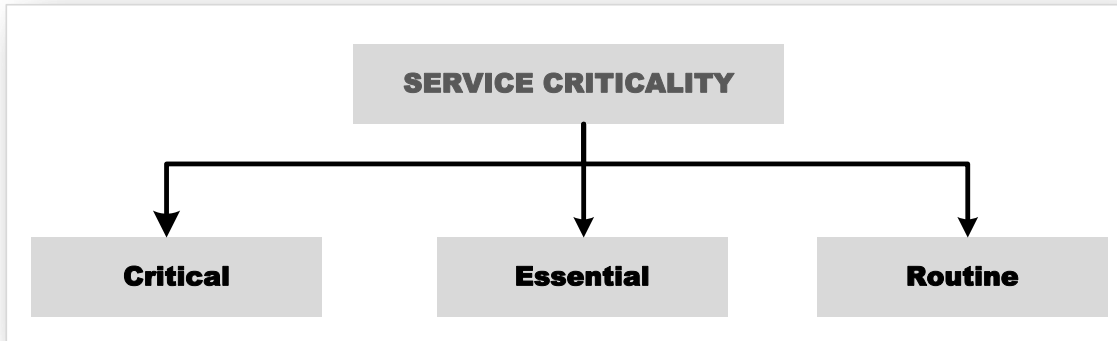 SERVICE CRITICALITY
Critical
Essential
Routine